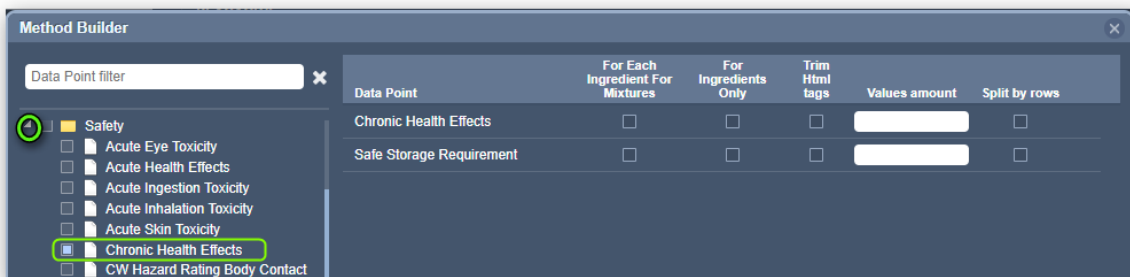 Method Builder
Data Point filter
Safety
Acute Eye Toxicity
Acute Health Effects
Acute Ingestion Toxicity
Acute Inhalation Toxicity
Acute Skin Toxicity
Chronic Health Effects
CW Hazard Rating Body Contact
Data Point
For Each
Ingredient For
Mixtures
For
Ingredients
Only
Trim
Html
tags
Values amount
Split by rows
Chronic Health Effects
Safe Storage Requirement